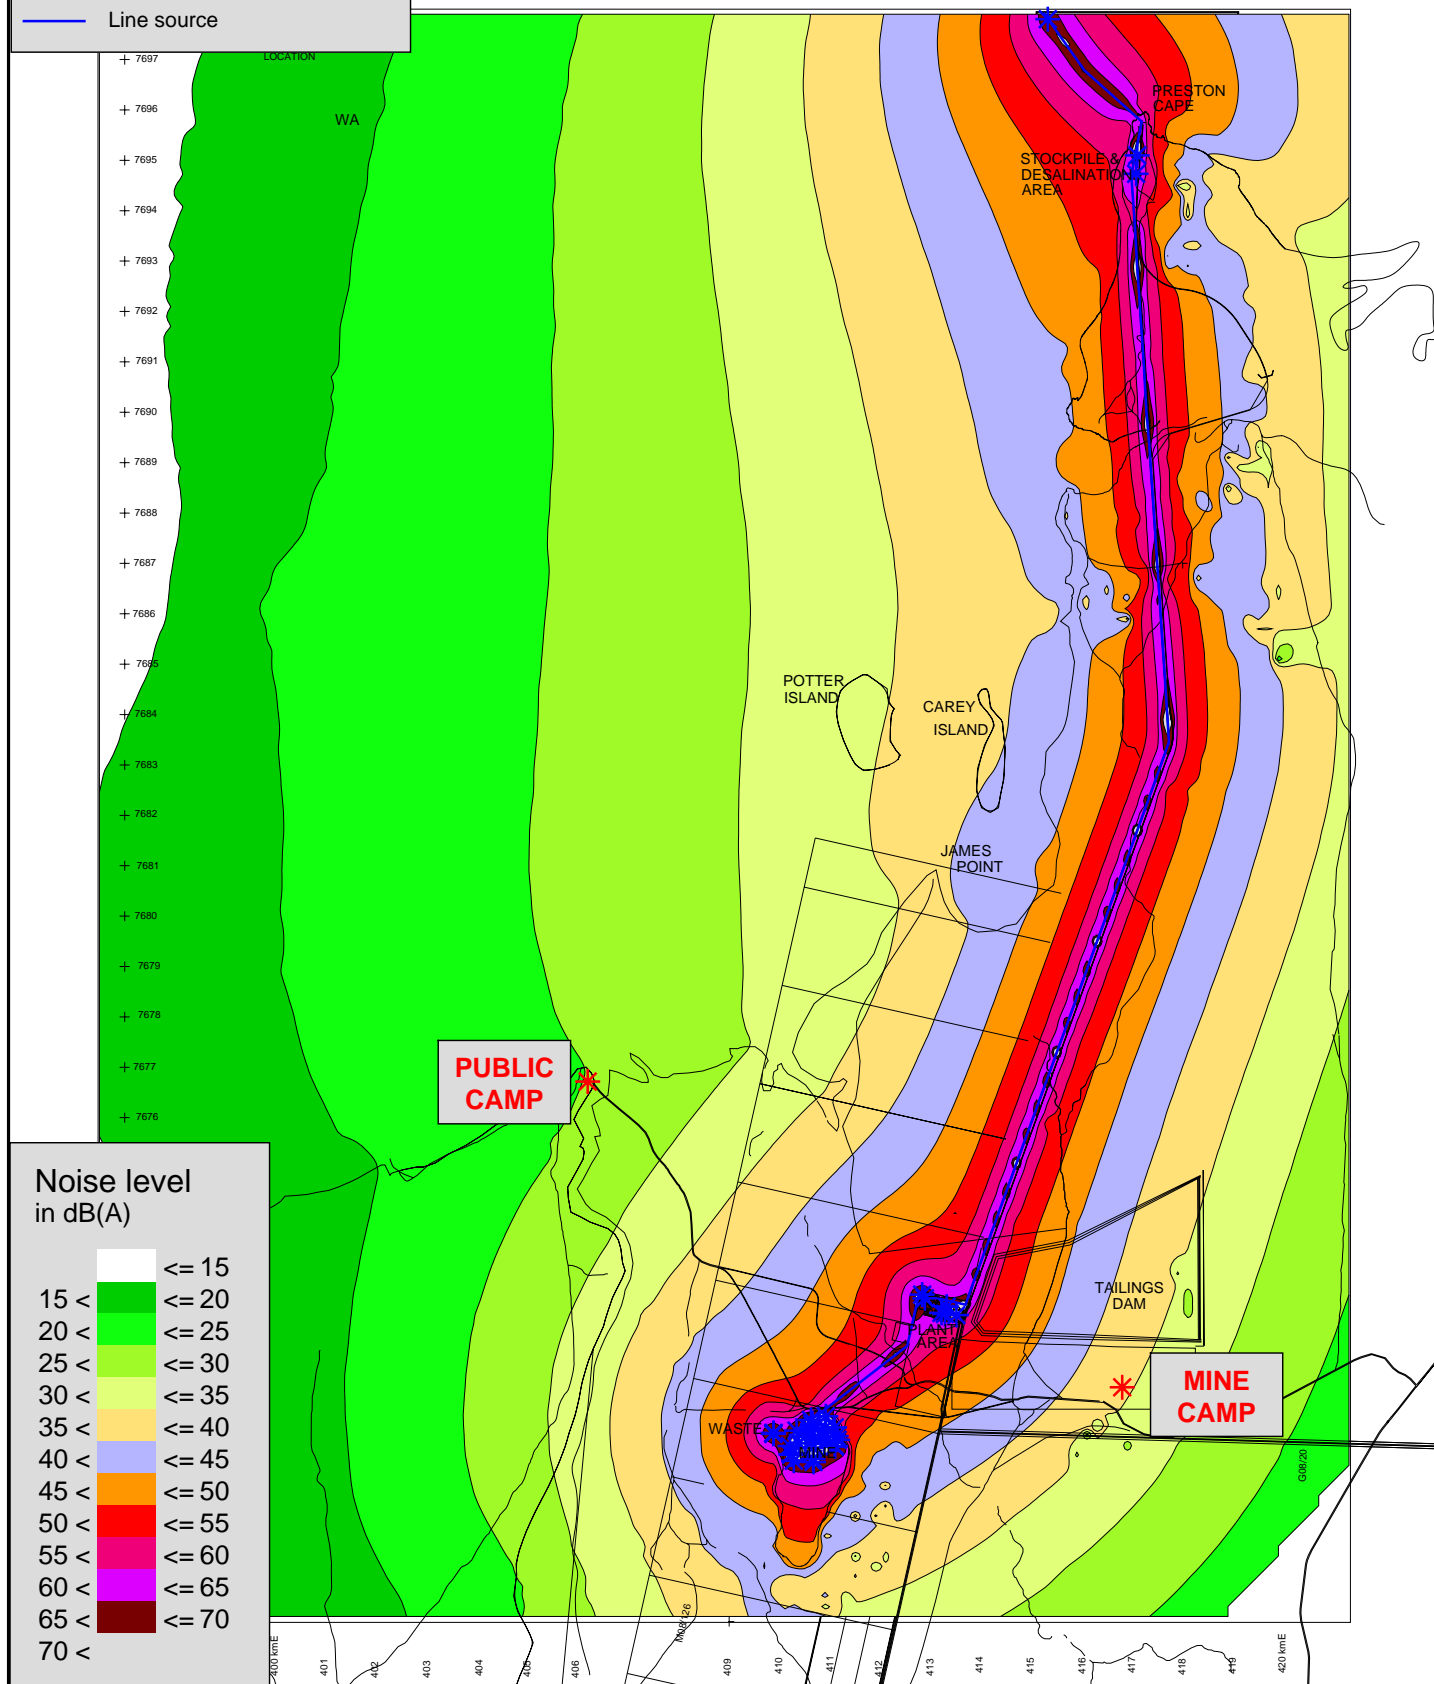 Line source
LOCATION
WA
7697
7696
7695
7694
7693
7692
7691
7690
7689
7688
7687
7686
7685
7684
7683
7682
7681
7680
7679
7678
7677
7676
PRESTON
CAPE
STOCKPILE &
DESALINATION
AREA
POTTER
ISLAND
CAREY
ISLAND
JAMES
POINT
PUBLIC
CAMP
TAILINGS
DAM
PLANT
AREA
MINE
CAMP
WASTE
MINE
G08/20
M08/126
Noise level
in dB(A)
<= 15
15 < <= 20
20 < <= 25
25 < <= 30
30 < <= 35
35 < <= 40
40 < <= 45
45 < <= 50
50 < <= 55
55 < <= 60
60 < <= 65
65 < <= 70
70 <
400 kmE
401
402
403
404
405
406
409
410
411
412
413
414
415
416
417
418
419
420 kmE